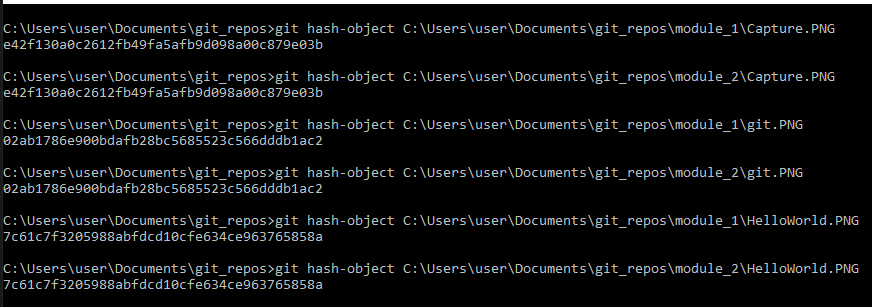 C:\Users\user\Documents\git_repos>git hash-object C:\Users\user\Documents\git_repos\module_1\Capture.PNG
e42f130a0c2612fb49fa5afb9d098a00c879e03b
C:\Users\user\Documents\git_repos>git hash-object C:\Users\user\Documents\git_repos\module_2\Capture.PNG
e42f130a0c2612fb49fa5afb9d098a00c879e03b
C:\Users\user\Documents\git_repos>git hash-object C:\Users\user\Documents\git_repos\module_1\git.PNG
02ab1786e900bdafb28bc5685523c566dddb1ac2
C:\Users\user\Documents\git_repos>git hash-object C:\Users\user\Documents\git_repos\module_2\git.PNG
02ab1786e900bdafb28bc5685523c566dddb1ac2
C:\Users\user\Documents\git_repos>git hash-object C:\Users\user\Documents\git_repos\module_1\HelloWorld.PNG
7c61c7f3205988abfdcd10cfe634ce963765858a
C:\Users\user\Documents\git_repos>git hash-object C:\Users\user\Documents\git_repos\module_2\HelloWorld.PNG
7c61c7f3205988abfdcd10cfe634ce963765858a